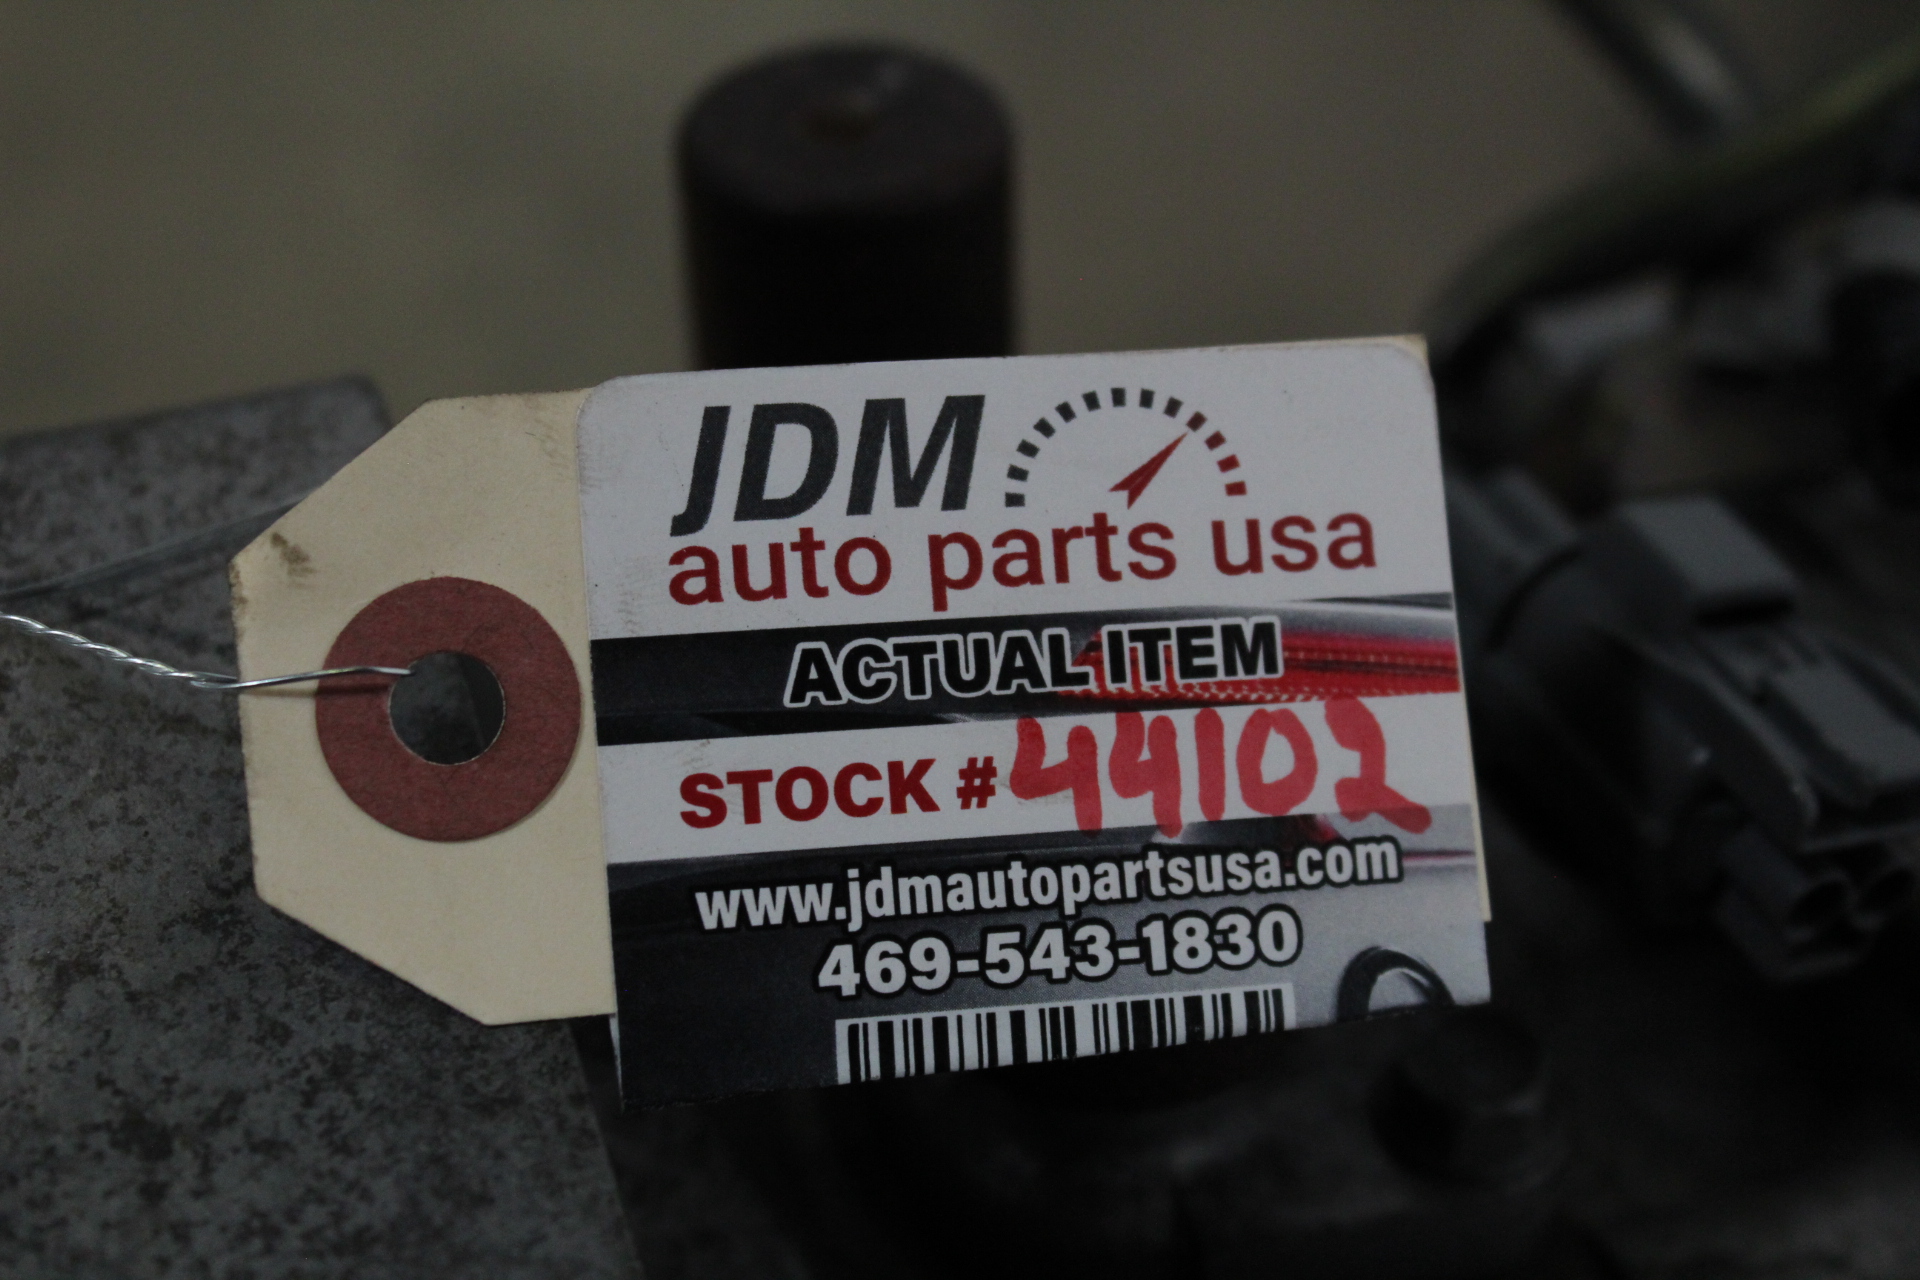 JDM
auto parts usa
ACTUAL ITEM
STOCK # 44102
www.jdmautopartsusa.com
469-543-1830